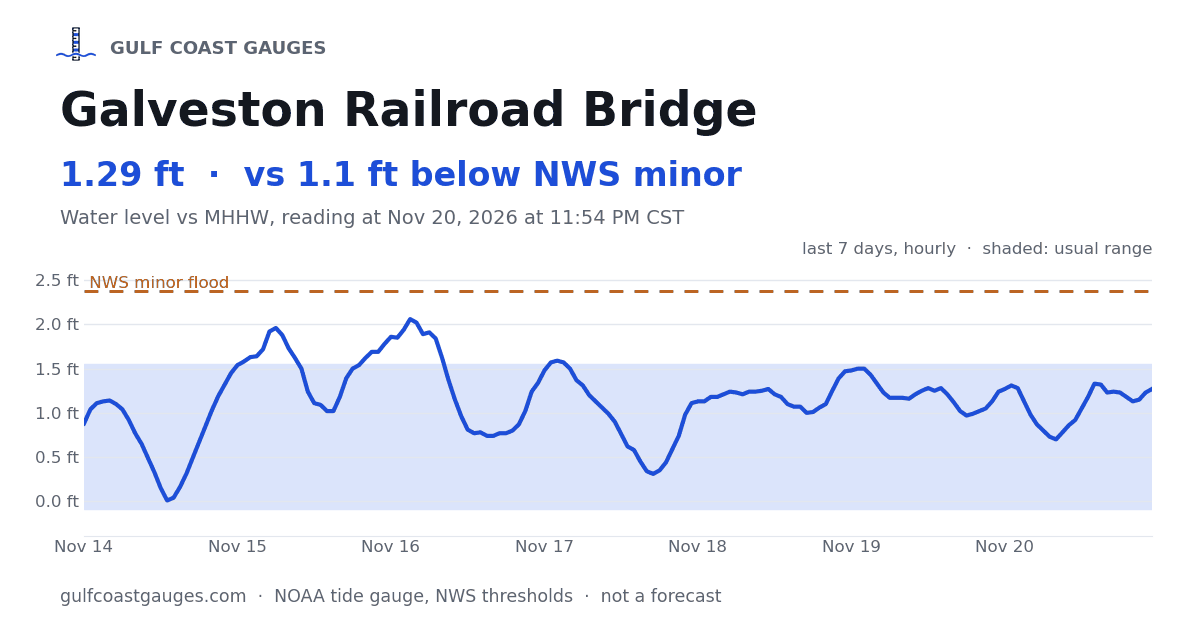 GULF COAST GAUGES
Galveston Railroad Bridge
1.29 ft · vs 1.1 ft below NWS minor
Water level vs MHHW, reading at Nov 20, 2026 at 11:54 PM CST
last 7 days, hourly · shaded: usual range
2.5 ft
NWS minor flood
2.0 ft
1.5 ft
1.0 ft
0.5 ft
0.0 ft
Nov 14 Nov 15 Nov 16 Nov 17 Nov 18 Nov 19 Nov 20
gulfcoastgauges.com · NOAA tide gauge, NWS thresholds · not a forecast